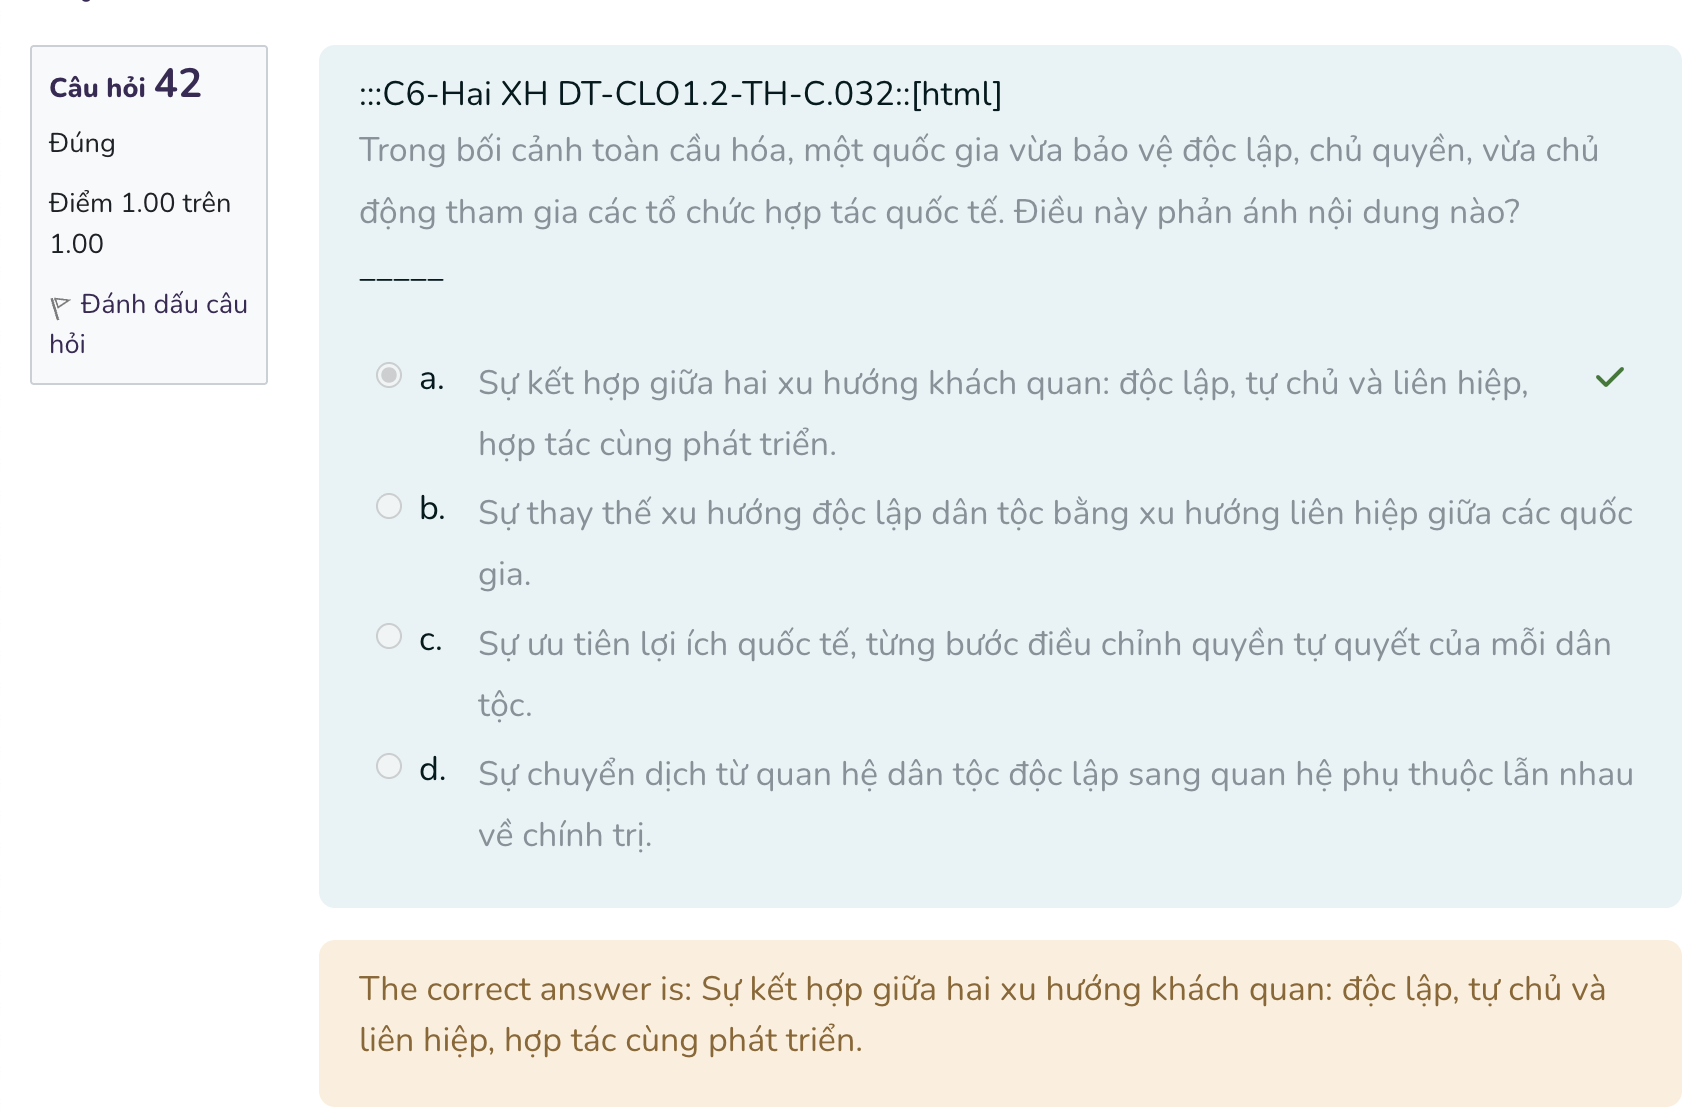 Câu hỏi 42
Đúng
Điểm 1.00 trên
1.00
Đánh dấu câu
hỏi
:::C6-Hai XH DT-CLO1.2-TH-C.032::[html]
Trong bối cảnh toàn cầu hóa, một quốc gia vừa bảo vệ độc lập, chủ quyền, vừa chủ
động tham gia các tổ chức hợp tác quốc tế. Điều này phản ánh nội dung nào?
_____
a. Sự kết hợp giữa hai xu hướng khách quan: độc lập, tự chủ và liên hiệp,
hợp tác cùng phát triển.
b. Sự thay thế xu hướng độc lập dân tộc bằng xu hướng liên hiệp giữa các quốc
gia.
c. Sự ưu tiên lợi ích quốc tế, từng bước điều chỉnh quyền tự quyết của mỗi dân
tộc.
d. Sự chuyển dịch từ quan hệ dân tộc độc lập sang quan hệ phụ thuộc lẫn nhau
về chính trị.
The correct answer is: Sự kết hợp giữa hai xu hướng khách quan: độc lập, tự chủ và
liên hiệp, hợp tác cùng phát triển.